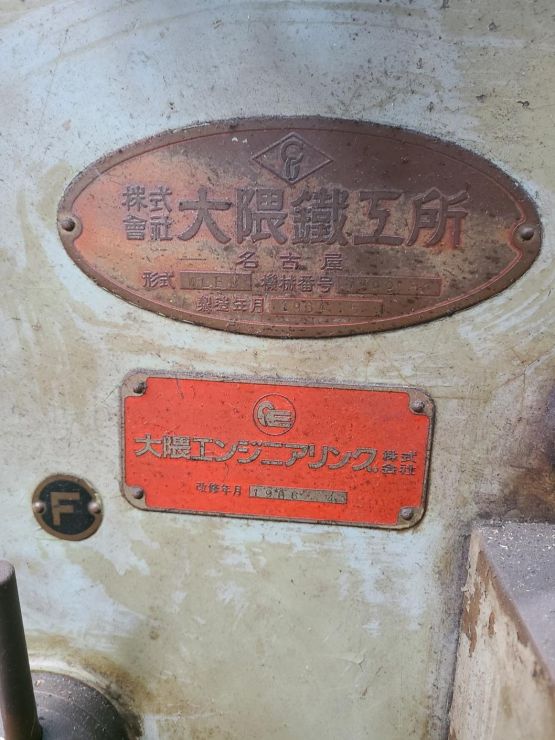 株式會社 大隈鐵工所
名古屋
形式 機械番号
製造年月
大隈エンジニアリング 株式会社
改修年月
F